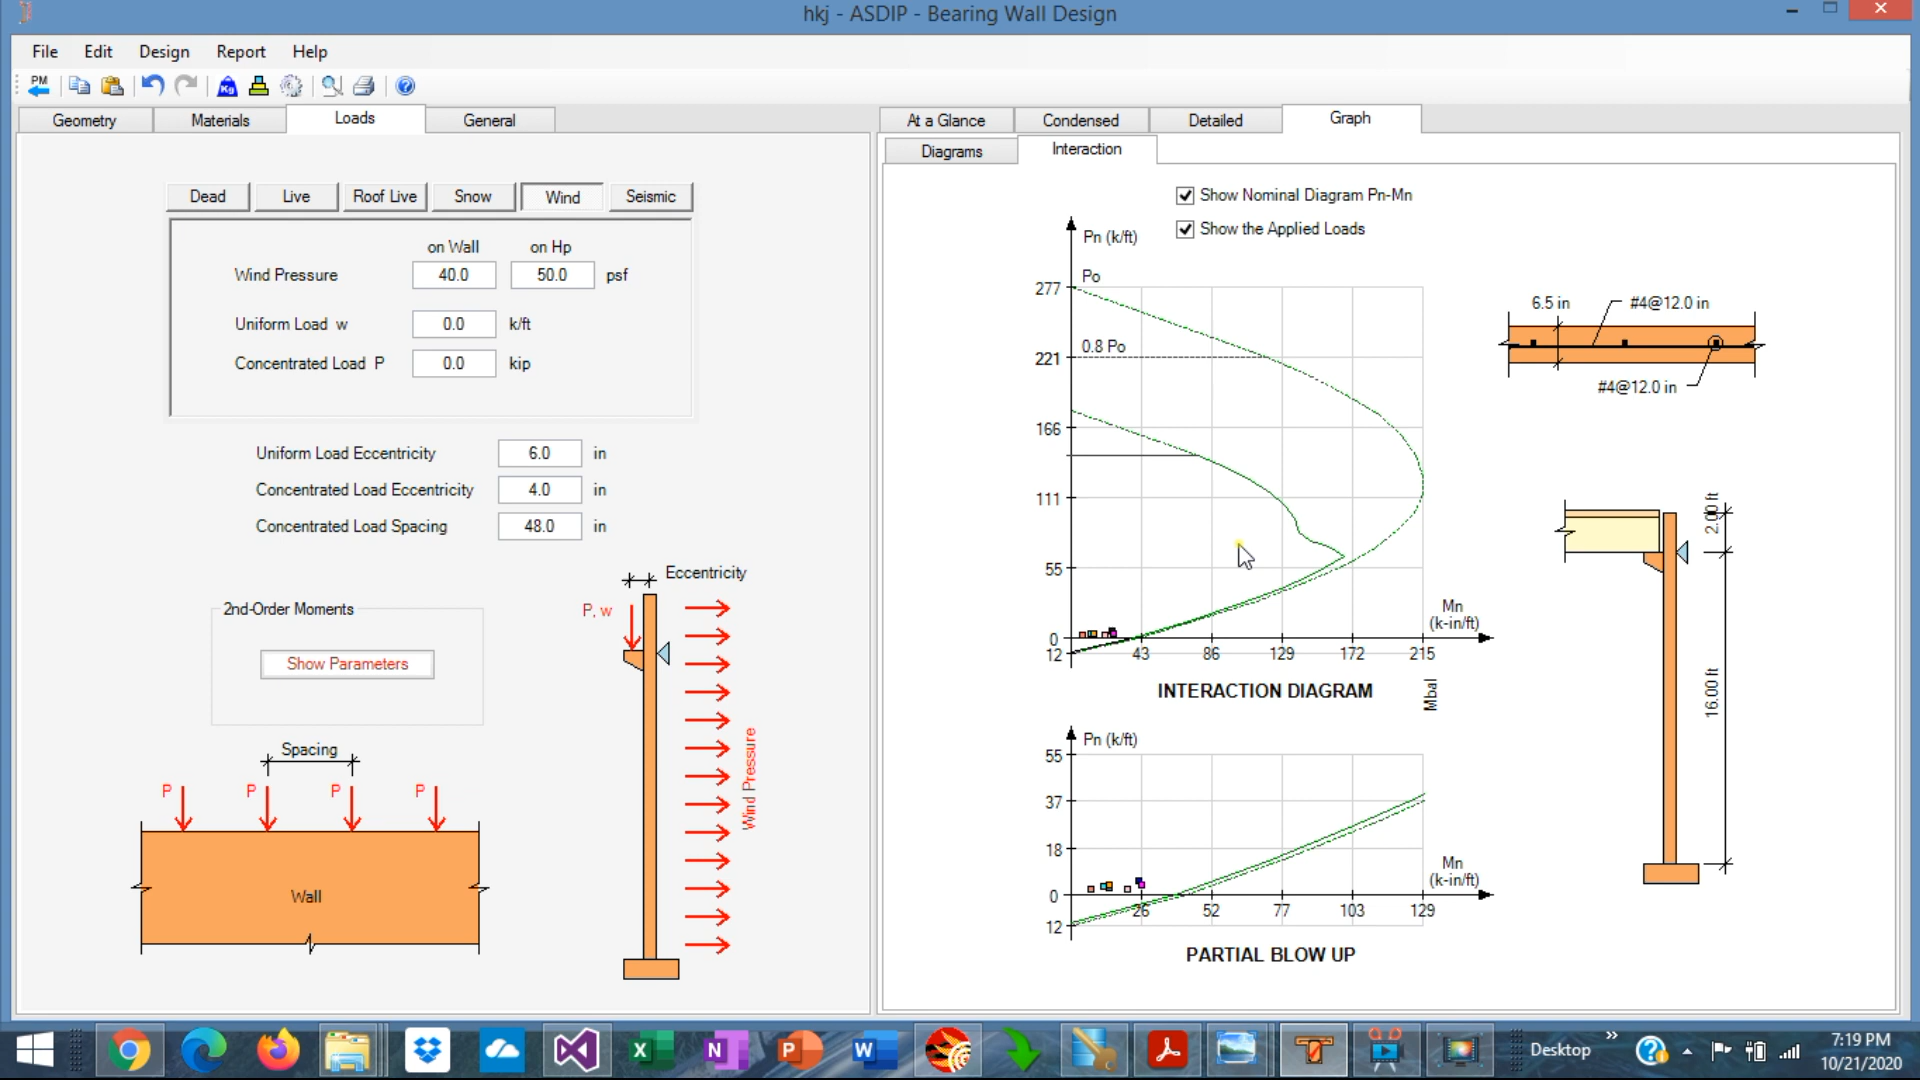 hkj - ASDIP - Bearing Wall Design
File Edit Design Report Help
PM
Kg
Geometry Materials Loads General
Dead Live Roof Live Snow Wind Seismic
on Wall on Hp
Wind Pressure 40.0 50.0 psf
Uniform Load w 0.0 k/ft
Concentrated Load P 0.0 kip
Uniform Load Eccentricity 6.0 in
Concentrated Load Eccentricity 4.0 in
Concentrated Load Spacing 48.0 in
2nd-Order Moments
Show Parameters
Eccentricity
P, w
Wind Pressure
Spacing
P P P P
Wall
At a Glance Condensed Detailed Graph
Diagrams Interaction
Show Nominal Diagram Pn-Mn
Show the Applied Loads
Pn (k/ft)
Po
277
0.8 Po
221
166
111
55
0
12
43 86 129 172 215
Mn
(k-in/ft)
INTERACTION DIAGRAM
Mbal
Pn (k/ft)
55
37
18
0
12
26 52 77 103 129
Mn
(k-in/ft)
PARTIAL BLOW UP
6.5 in #4@12.0 in
#4@12.0 in
2.00 ft
16.00 ft
X N P W
Desktop
»
7:19 PM
10/21/2020